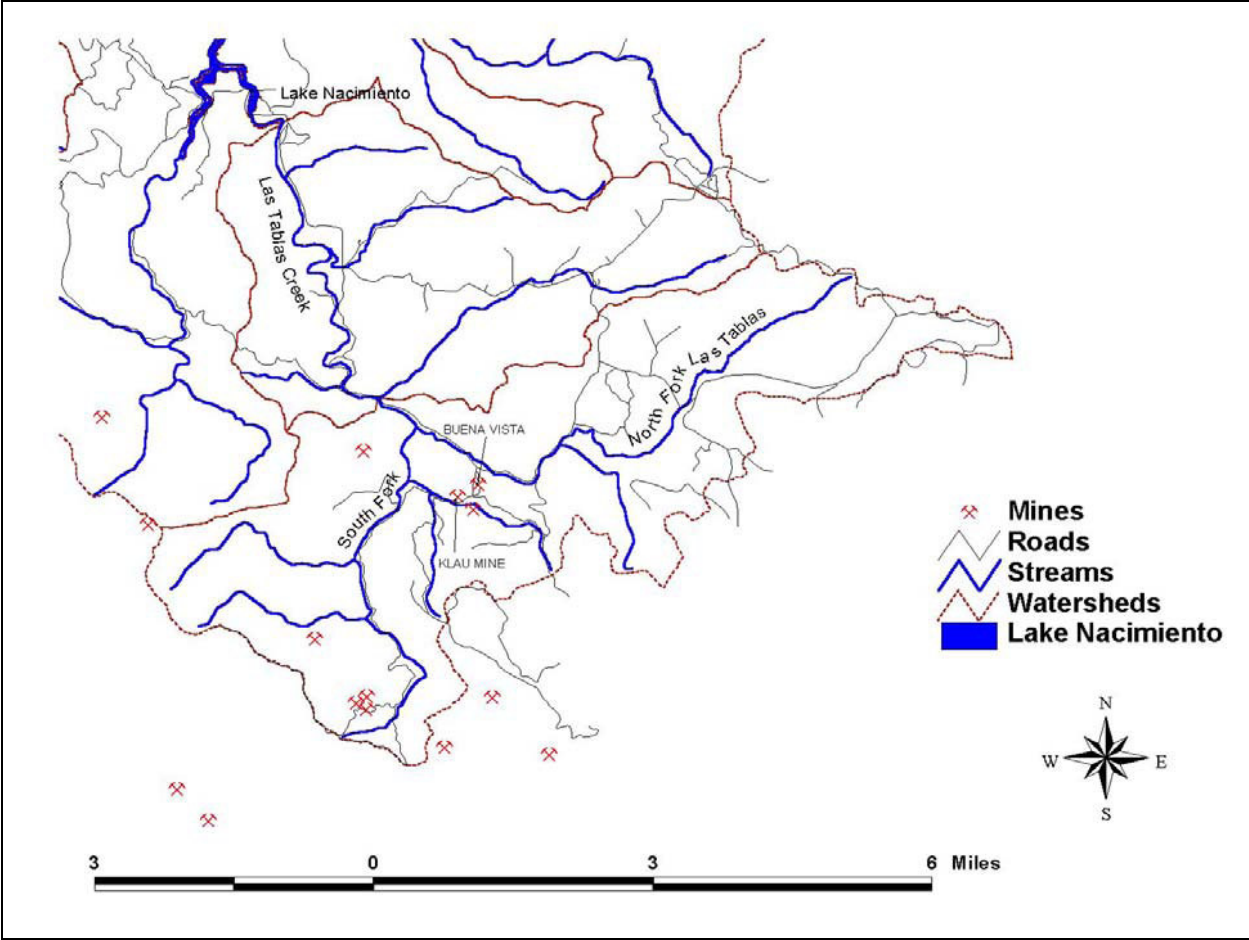 Lake Nacimiento
Las Tablas Creek
North Fork Las Tablas
BUENA VISTA
South Fork
KLAU MINE
Mines
Roads
Streams
Watersheds
Lake Nacimiento
N
W E
S
3 0 3 6 Miles